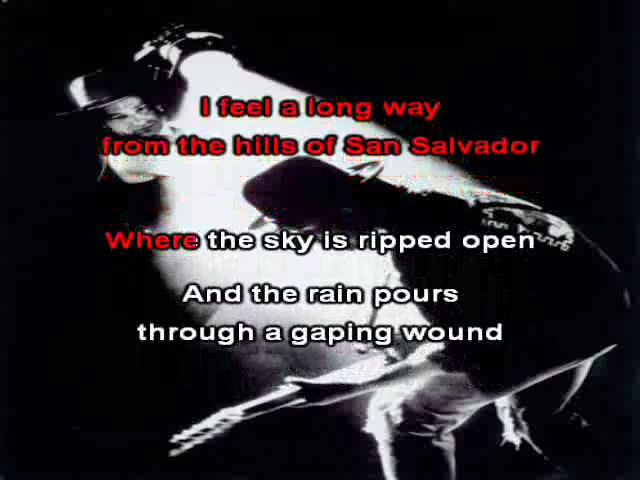 I feel a long way
from the hills of San Salvador
Where the sky is ripped open
And the rain pours
through a gaping wound